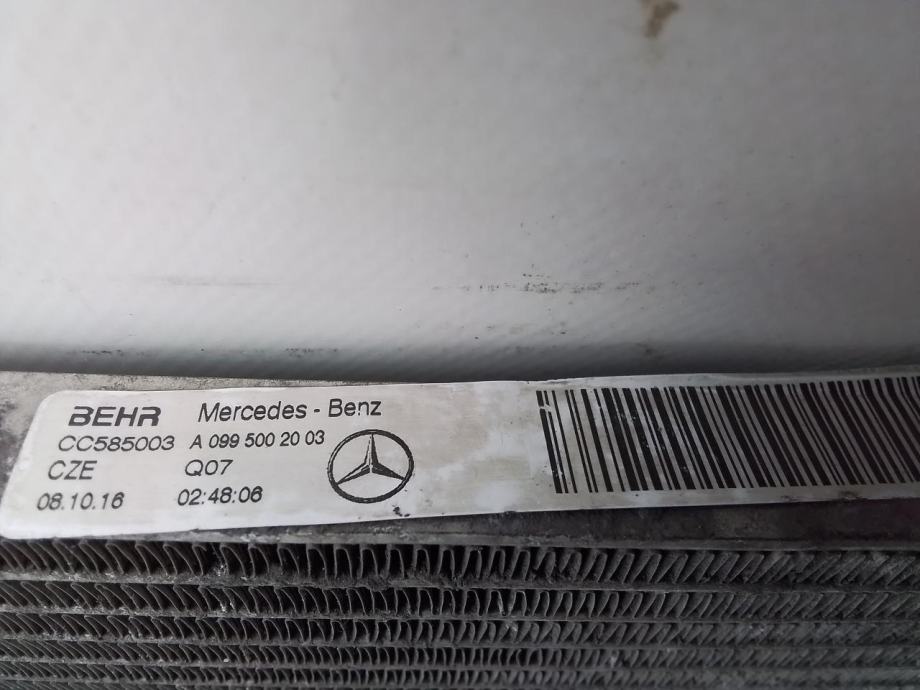 BEHR Mercedes - Benz
CC585003 A 099 500 20 03
CZE Q07
08.10.16 02:48:06